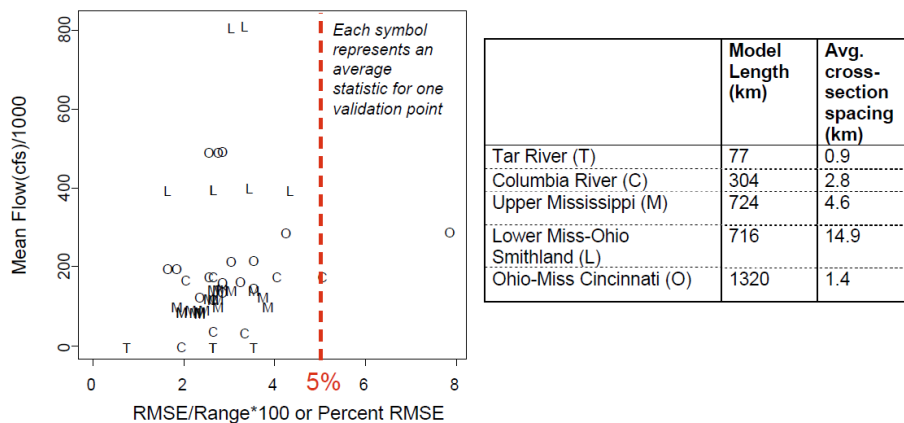 Mean Flow(cfs)/1000
800
600
400
200
0
L L
O O O
L L L L
O O
O O
O O
C C C C C
O O
M M
C C
T C T T
Each symbol
represents an
average
statistic for one
validation point
0 2 4 5% 6 8
RMSE/Range*100 or Percent RMSE
Model Length (km) Avg. cross-section spacing (km)
Tar River (T) 77 0.9
Columbia River (C) 304 2.8
Upper Mississippi (M) 724 4.6
Lower Miss-Ohio
Smithland (L) 716 14.9
Ohio-Miss Cincinnati (O) 1320 1.4